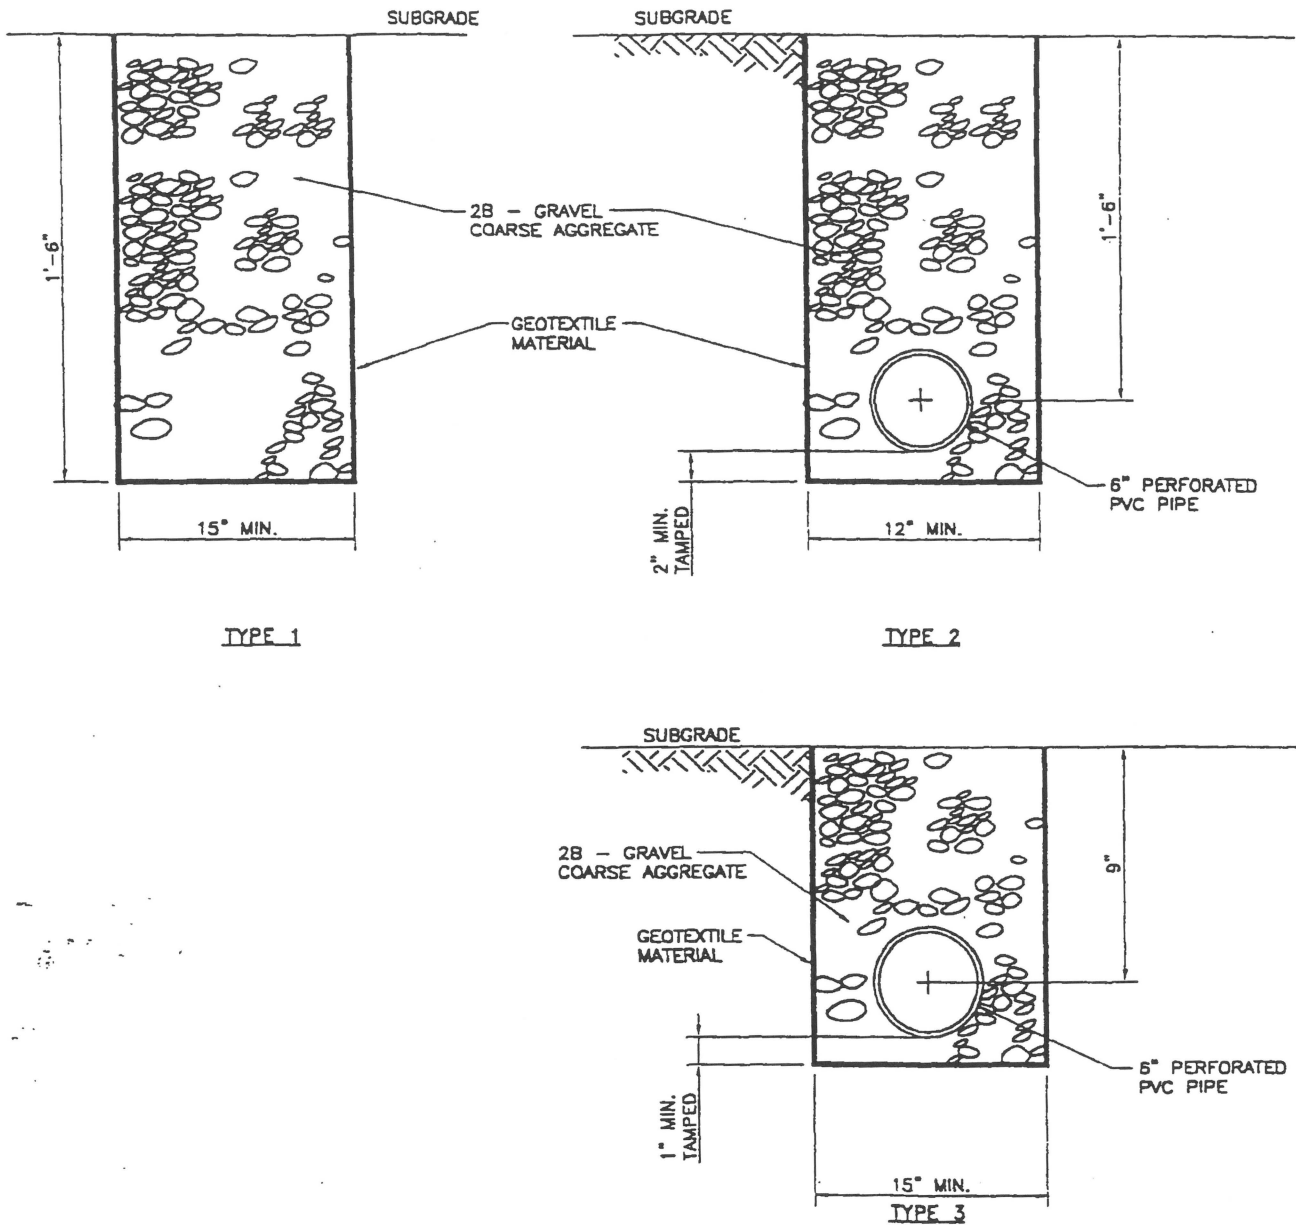 SUBGRADE
SUBGRADE
1'-6"
2B - GRAVEL
COARSE AGGREGATE
1'-6"
GEOTEXTILE
MATERIAL
6" PERFORATED
PVC PIPE
15" MIN.
2" MIN.
TAMPED
12" MIN.
TYPE 1
TYPE 2
SUBGRADE
2B - GRAVEL
COARSE AGGREGATE
9"
GEOTEXTILE
MATERIAL
6" PERFORATED
PVC PIPE
1" MIN.
TAMPED
15" MIN.
TYPE 3